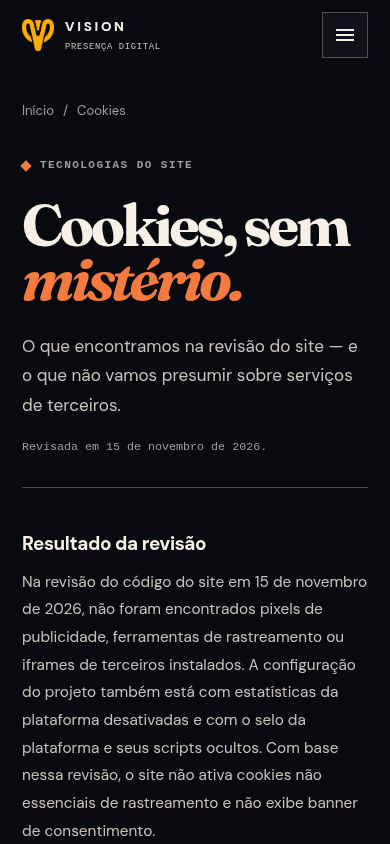 VISION
PRESENÇA DIGITAL
Início / Cookies
TECNOLOGIAS DO SITE
Cookies, sem
mistério.
O que encontramos na revisão do site — e
o que não vamos presumir sobre serviços
de terceiros.
Revisada em 15 de novembro de 2026.
Resultado da revisão
Na revisão do código do site em 15 de novembro
de 2026, não foram encontrados pixels de
publicidade, ferramentas de rastreamento ou
iframes de terceiros instalados. A configuração
do projeto também está com estatísticas da
plataforma desativadas e com o selo da
plataforma e seus scripts ocultos. Com base
nessa revisão, o site não ativa cookies não
essenciais de rastreamento e não exibe banner
de consentimento.